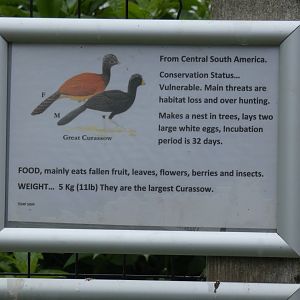 From Central South America.
Conservation Status...
Vulnerable. Main threats are
habitat loss and over hunting.
Makes a nest in trees, lays two
large white eggs, Incubation
period is 32 days.
F
M
Great Curassow
FOOD, mainly eats fallen fruit, leaves, flowers, berries and insects.
WEIGHT... 5 Kg (11lb) They are the largest Curassow.